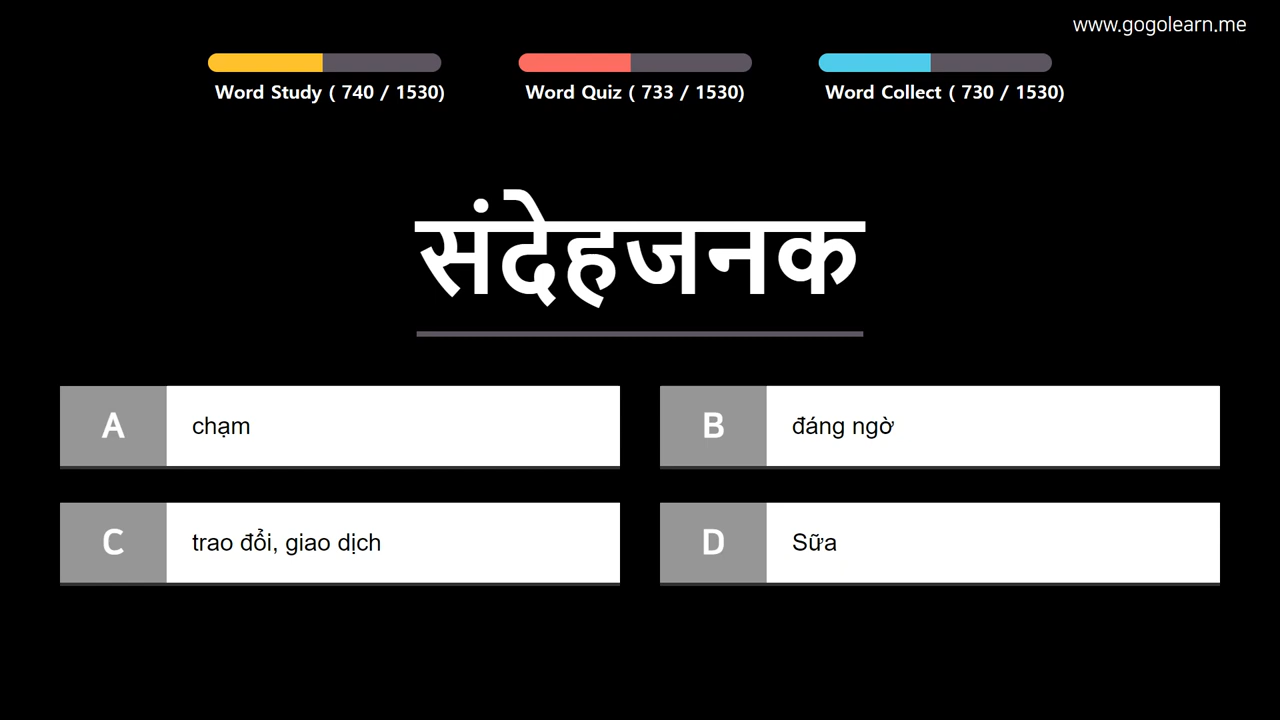 www.gogolearn.me
Word Study ( 740 / 1530)
Word Quiz ( 733 / 1530)
Word Collect ( 730 / 1530)
संदेहजनक
A
chạm
B
đáng ngờ
C
trao đổi, giao dịch
D
Sữa